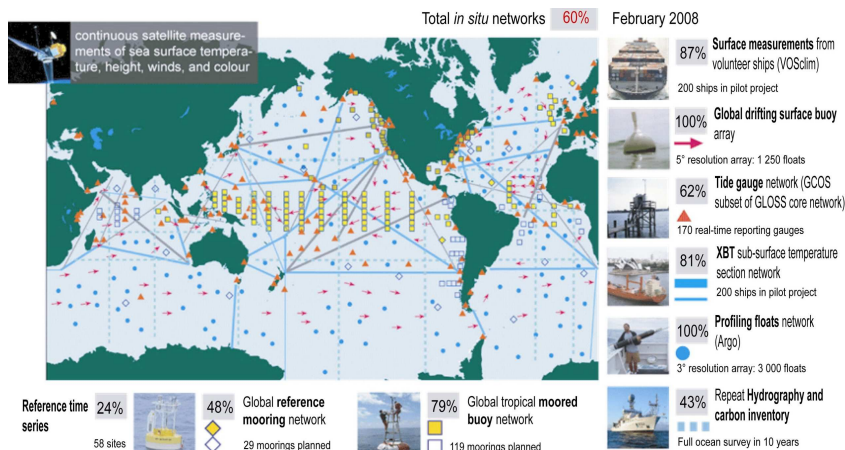 Total in situ networks 60% February 2008
continuous satellite measure-
ments of sea surface tempera-
ture, height, winds, and colour
87% Surface measurements from
volunteer ships (VOSclim)
200 ships in pilot project
100% Global drifting surface buoy
array
5° resolution array: 1 250 floats
62% Tide gauge network (GCOS
subset of GLOSS core network)
170 real-time reporting gauges
81% XBT sub-surface temperature
section network
200 ships in pilot project
100% Profiling floats network
(Argo)
3° resolution array: 3 000 floats
43% Repeat Hydrography and
carbon inventory
Full ocean survey in 10 years
Reference time
series
24%
58 sites
48% Global reference
mooring network
29 moorings planned
79% Global tropical moored
buoy network
119 moorings planned